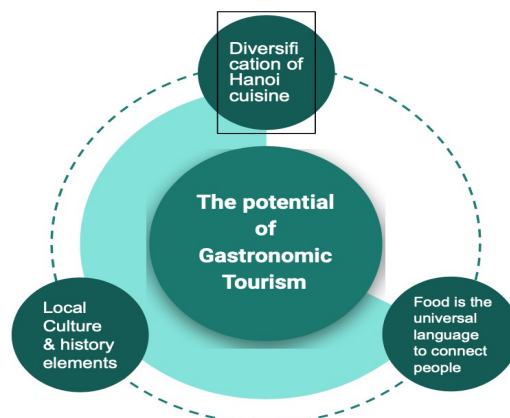 Diversifi
cation of
Hanoi
cuisine
The potential
of
Gastronomic
Tourism
Local
Culture
& history
elements
Food is the
universal
language
to connect
people